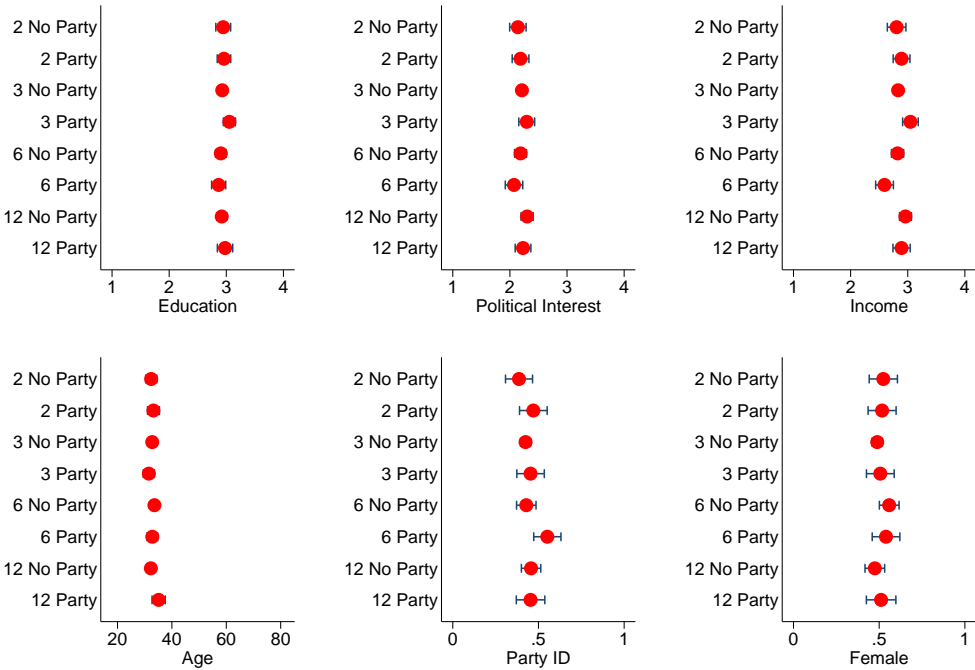 2 No Party
2 Party
3 No Party
3 Party
6 No Party
6 Party
12 No Party
12 Party
1 2 3 4
Education
2 No Party
2 Party
3 No Party
3 Party
6 No Party
6 Party
12 No Party
12 Party
1 2 3 4
Political Interest
2 No Party
2 Party
3 No Party
3 Party
6 No Party
6 Party
12 No Party
12 Party
1 2 3 4
Income
2 No Party
2 Party
3 No Party
3 Party
6 No Party
6 Party
12 No Party
12 Party
20 40 60 80
Age
2 No Party
2 Party
3 No Party
3 Party
6 No Party
6 Party
12 No Party
12 Party
0 .5 1
Party ID
2 No Party
2 Party
3 No Party
3 Party
6 No Party
6 Party
12 No Party
12 Party
0 .5 1
Female